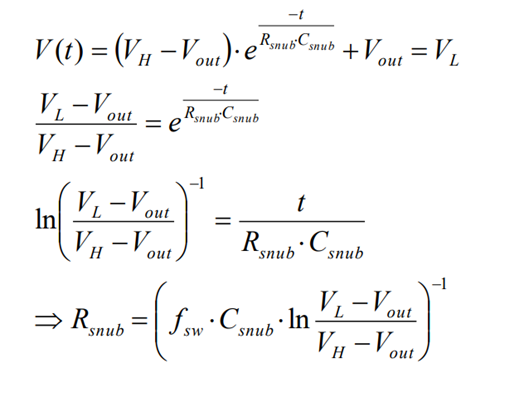 V(t) = (V_H − V_out) · e^{−t / (R_snub·C_snub)} + V_out = V_L
(V_L − V_out) / (V_H − V_out) = e^{−t / (R_snub·C_snub)}
ln((V_L − V_out) / (V_H − V_out))^{−1} = t / (R_snub · C_snub)
⇒ R_snub = (f_sw · C_snub · ln (V_L − V_out) / (V_H − V_out))^{−1}